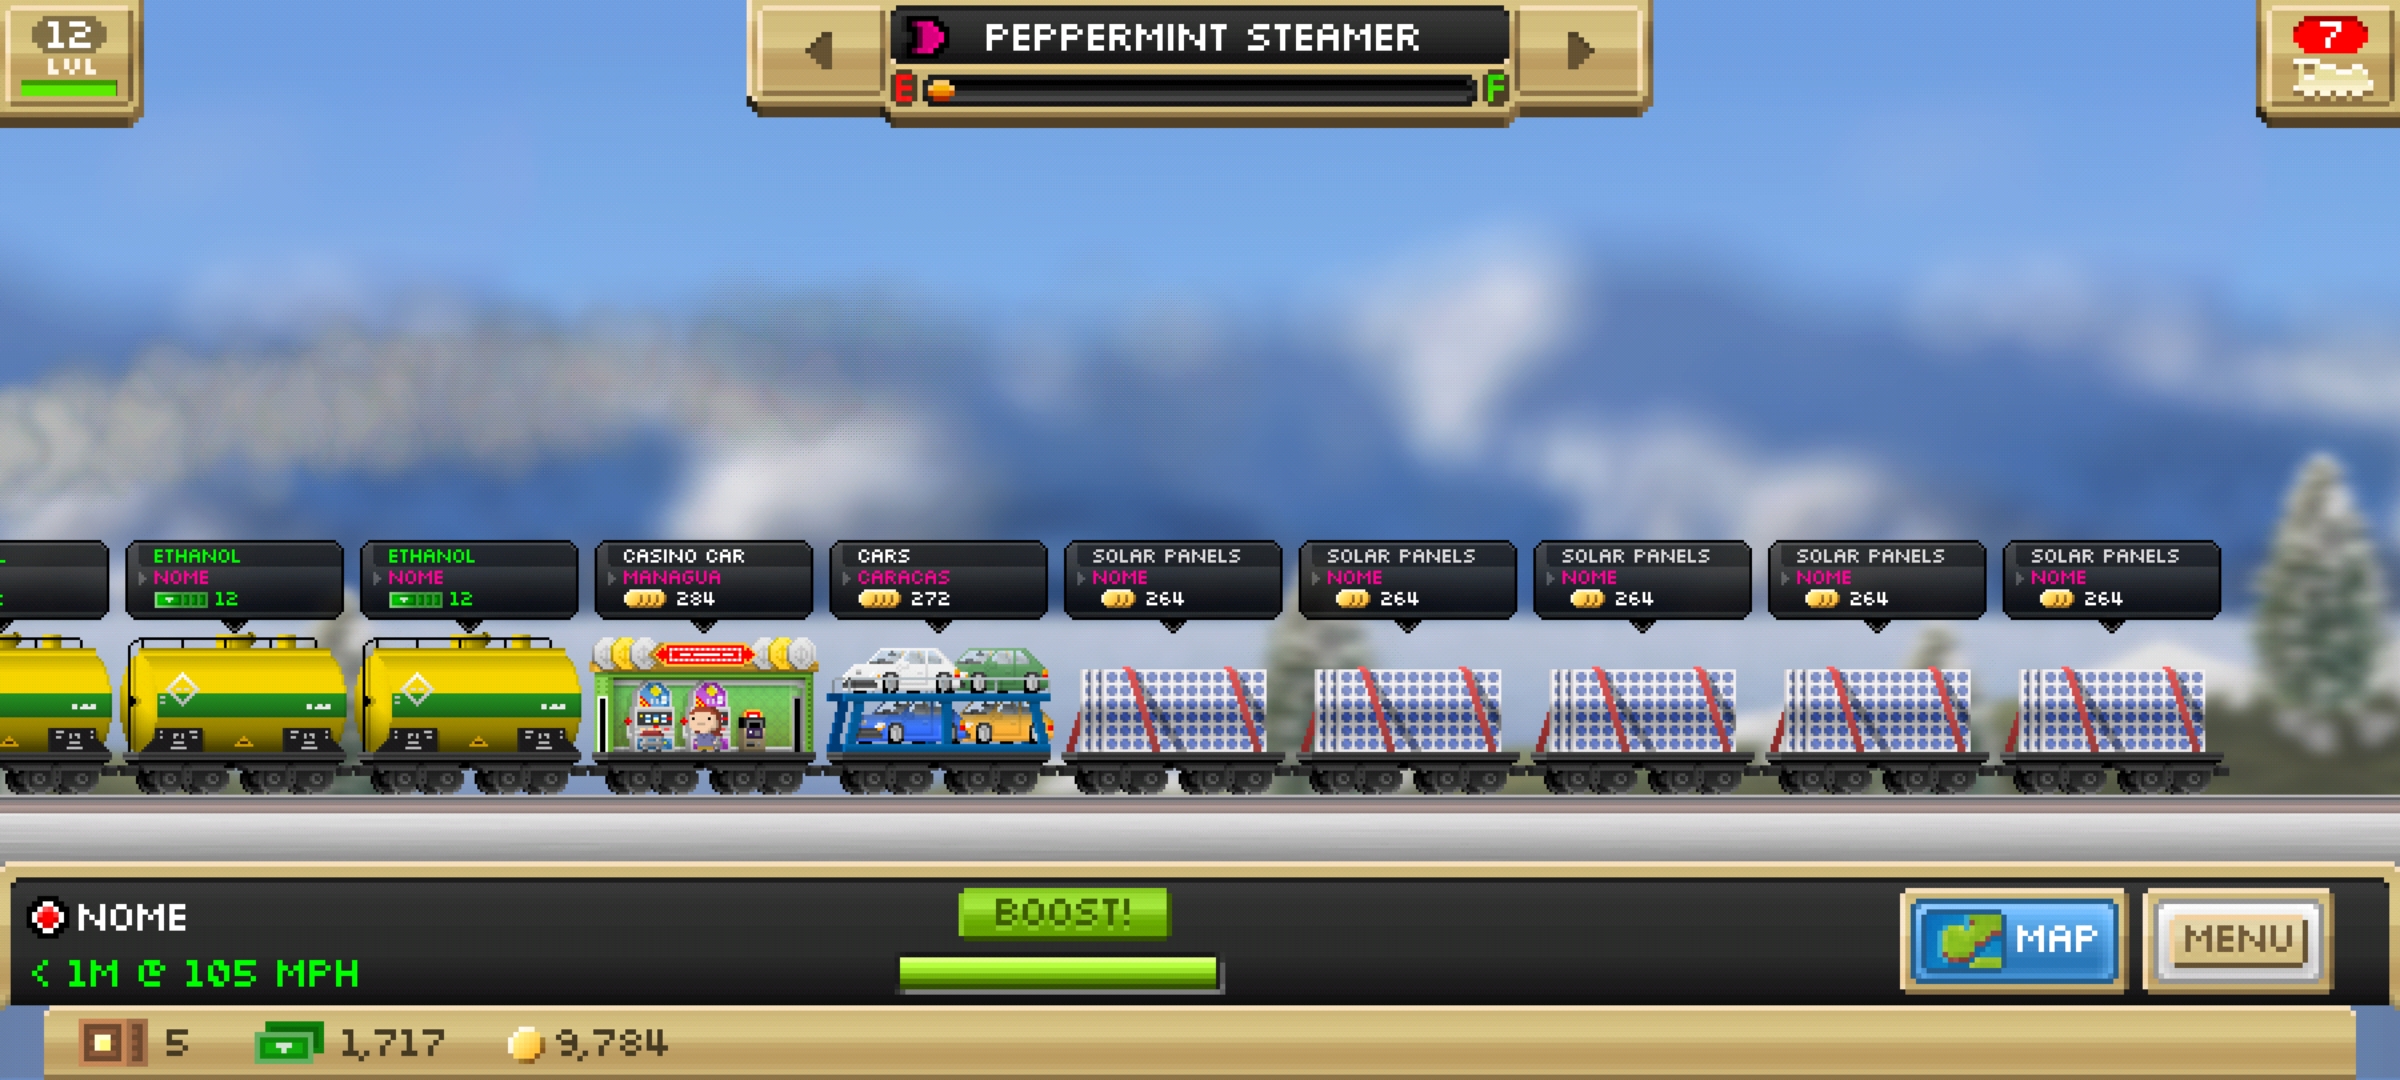 12
LVL
PEPPERMINT STEAMER
E
F
7
ETHANOL
NOME
12
ETHANOL
NOME
12
CASINO CAR
MANAGUA
284
CARS
CARACAS
272
SOLAR PANELS
NOME
264
SOLAR PANELS
NOME
264
SOLAR PANELS
NOME
264
SOLAR PANELS
NOME
264
SOLAR PANELS
NOME
264
NOME
BOOST!
< 1M @ 105 MPH
MAP
MENU
5
1,717
9,784